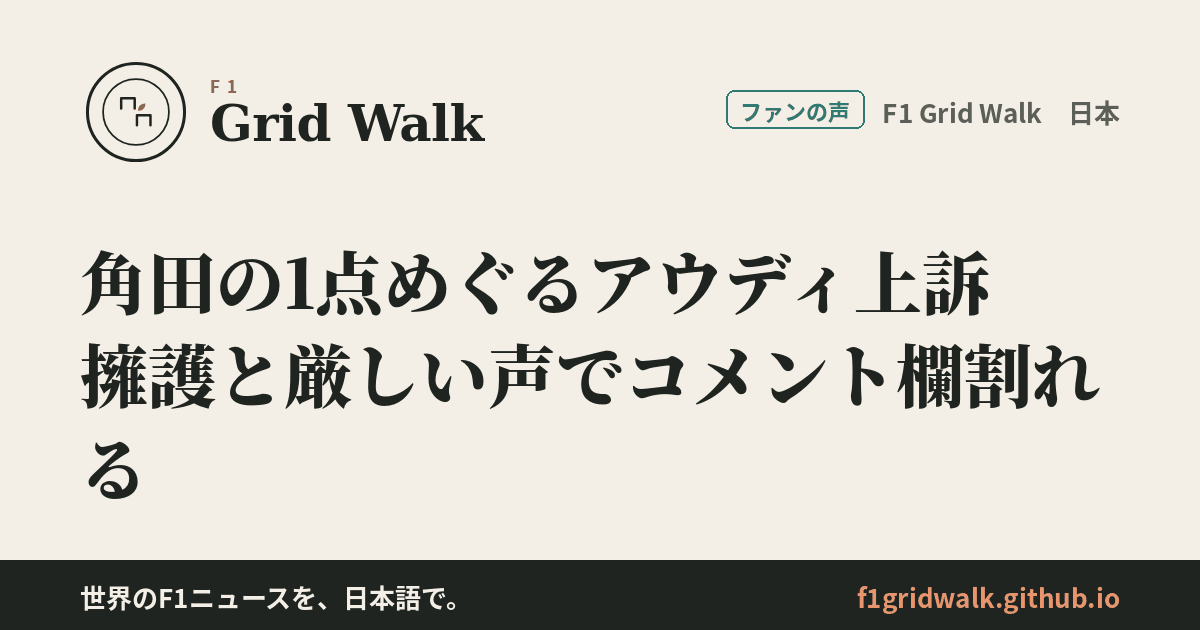 F1
Grid Walk
ファンの声
F1 Grid Walk 日本
角田の1点めぐるアウディ上訴
擁護と厳しい声でコメント欄割れ
る
世界のF1ニュースを、日本語で。
f1gridwalk.github.io